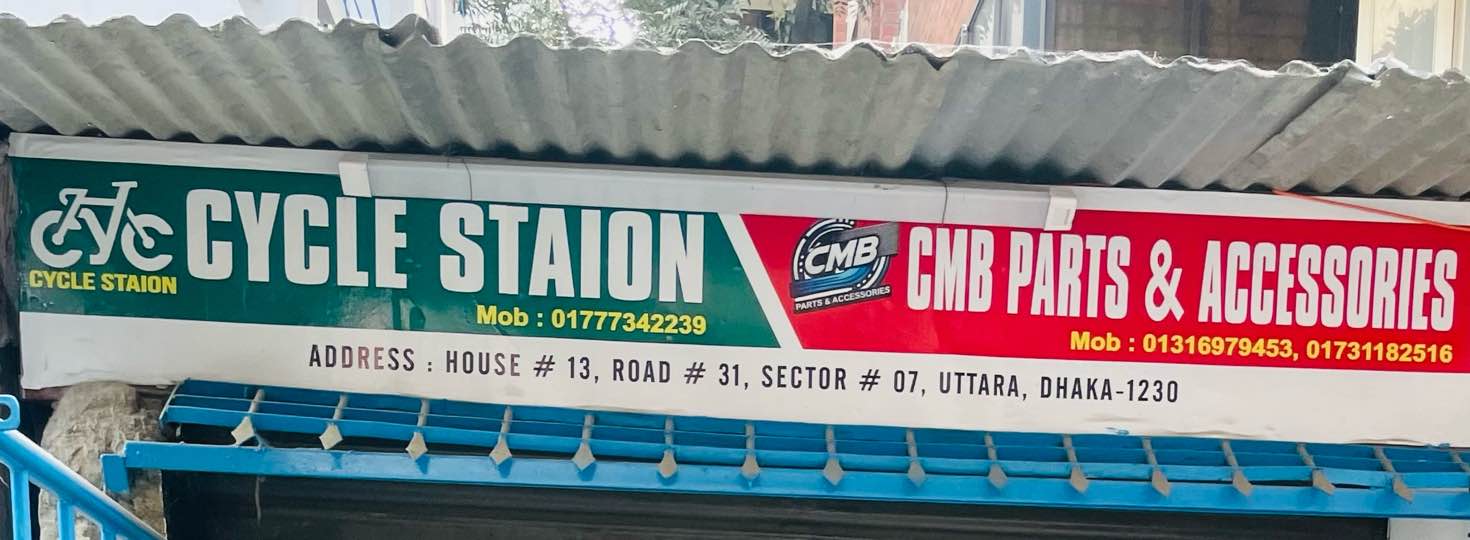 CYC
CYCLE STAION
CYCLE STAION
Mob : 01777342239
CMB
PARTS & ACCESSORIES
CMB PARTS & ACCESSORIES
Mob : 01316979453, 01731182516
ADDRESS : HOUSE # 13, ROAD # 31, SECTOR # 07, UTTARA, DHAKA-1230